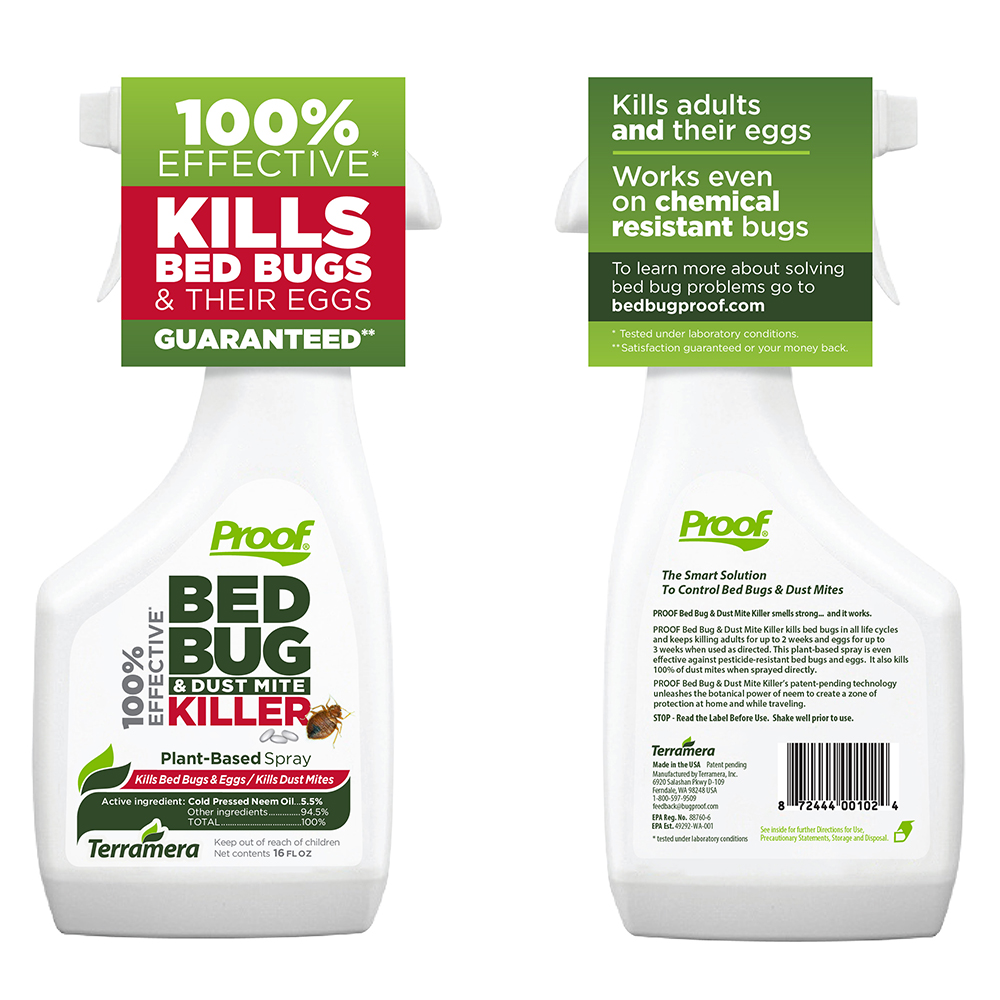 100%
EFFECTIVE*
KILLS
BED BUGS
& THEIR EGGS
GUARANTEED**
Proof®
100%
EFFECTIVE*
BED
BUG
& DUST MITE
KILLER
Plant-Based Spray
Kills Bed Bugs & Eggs / Kills Dust Mites
Active ingredient: Cold Pressed Neem Oil...5.5%
Other ingredients.............94.5%
TOTAL..............................100%
Terramera
Keep out of reach of children
Net contents 16 FL OZ
Kills adults
and their eggs
Works even
on chemical
resistant bugs
To learn more about solving
bed bug problems go to
bedbugproof.com
* Tested under laboratory conditions.
**Satisfaction guaranteed or your money back.
Proof®
The Smart Solution
To Control Bed Bugs & Dust Mites
PROOF Bed Bug & Dust Mite Killer smells strong... and it works.
PROOF Bed Bug & Dust Mite Killer kills bed bugs in all life cycles
and keeps killing adults for up to 2 weeks and eggs for up to
3 weeks when used as directed. This plant-based spray is even
effective against pesticide-resistant bed bugs and eggs. It also kills
100% of dust mites when sprayed directly.
PROOF Bed Bug & Dust Mite Killer's patent-pending technology
unleashes the botanical power of neem to create a zone of
protection at home and while traveling.
STOP - Read the Label Before Use. Shake well prior to use.
Terramera
Made in the USA Patent pending
Manufactured by Terramera, Inc.
6920 Salashan Pkwy D-109
Ferndale, WA 98248 USA
1-800-597-9509
feedback@bugproof.com
EPA Reg. No. 88760-6
EPA Est. 49292-WA-001
* tested under laboratory conditions
8 72444 00102 4
See inside for further Directions for Use,
Precautionary Statements, Storage and Disposal.